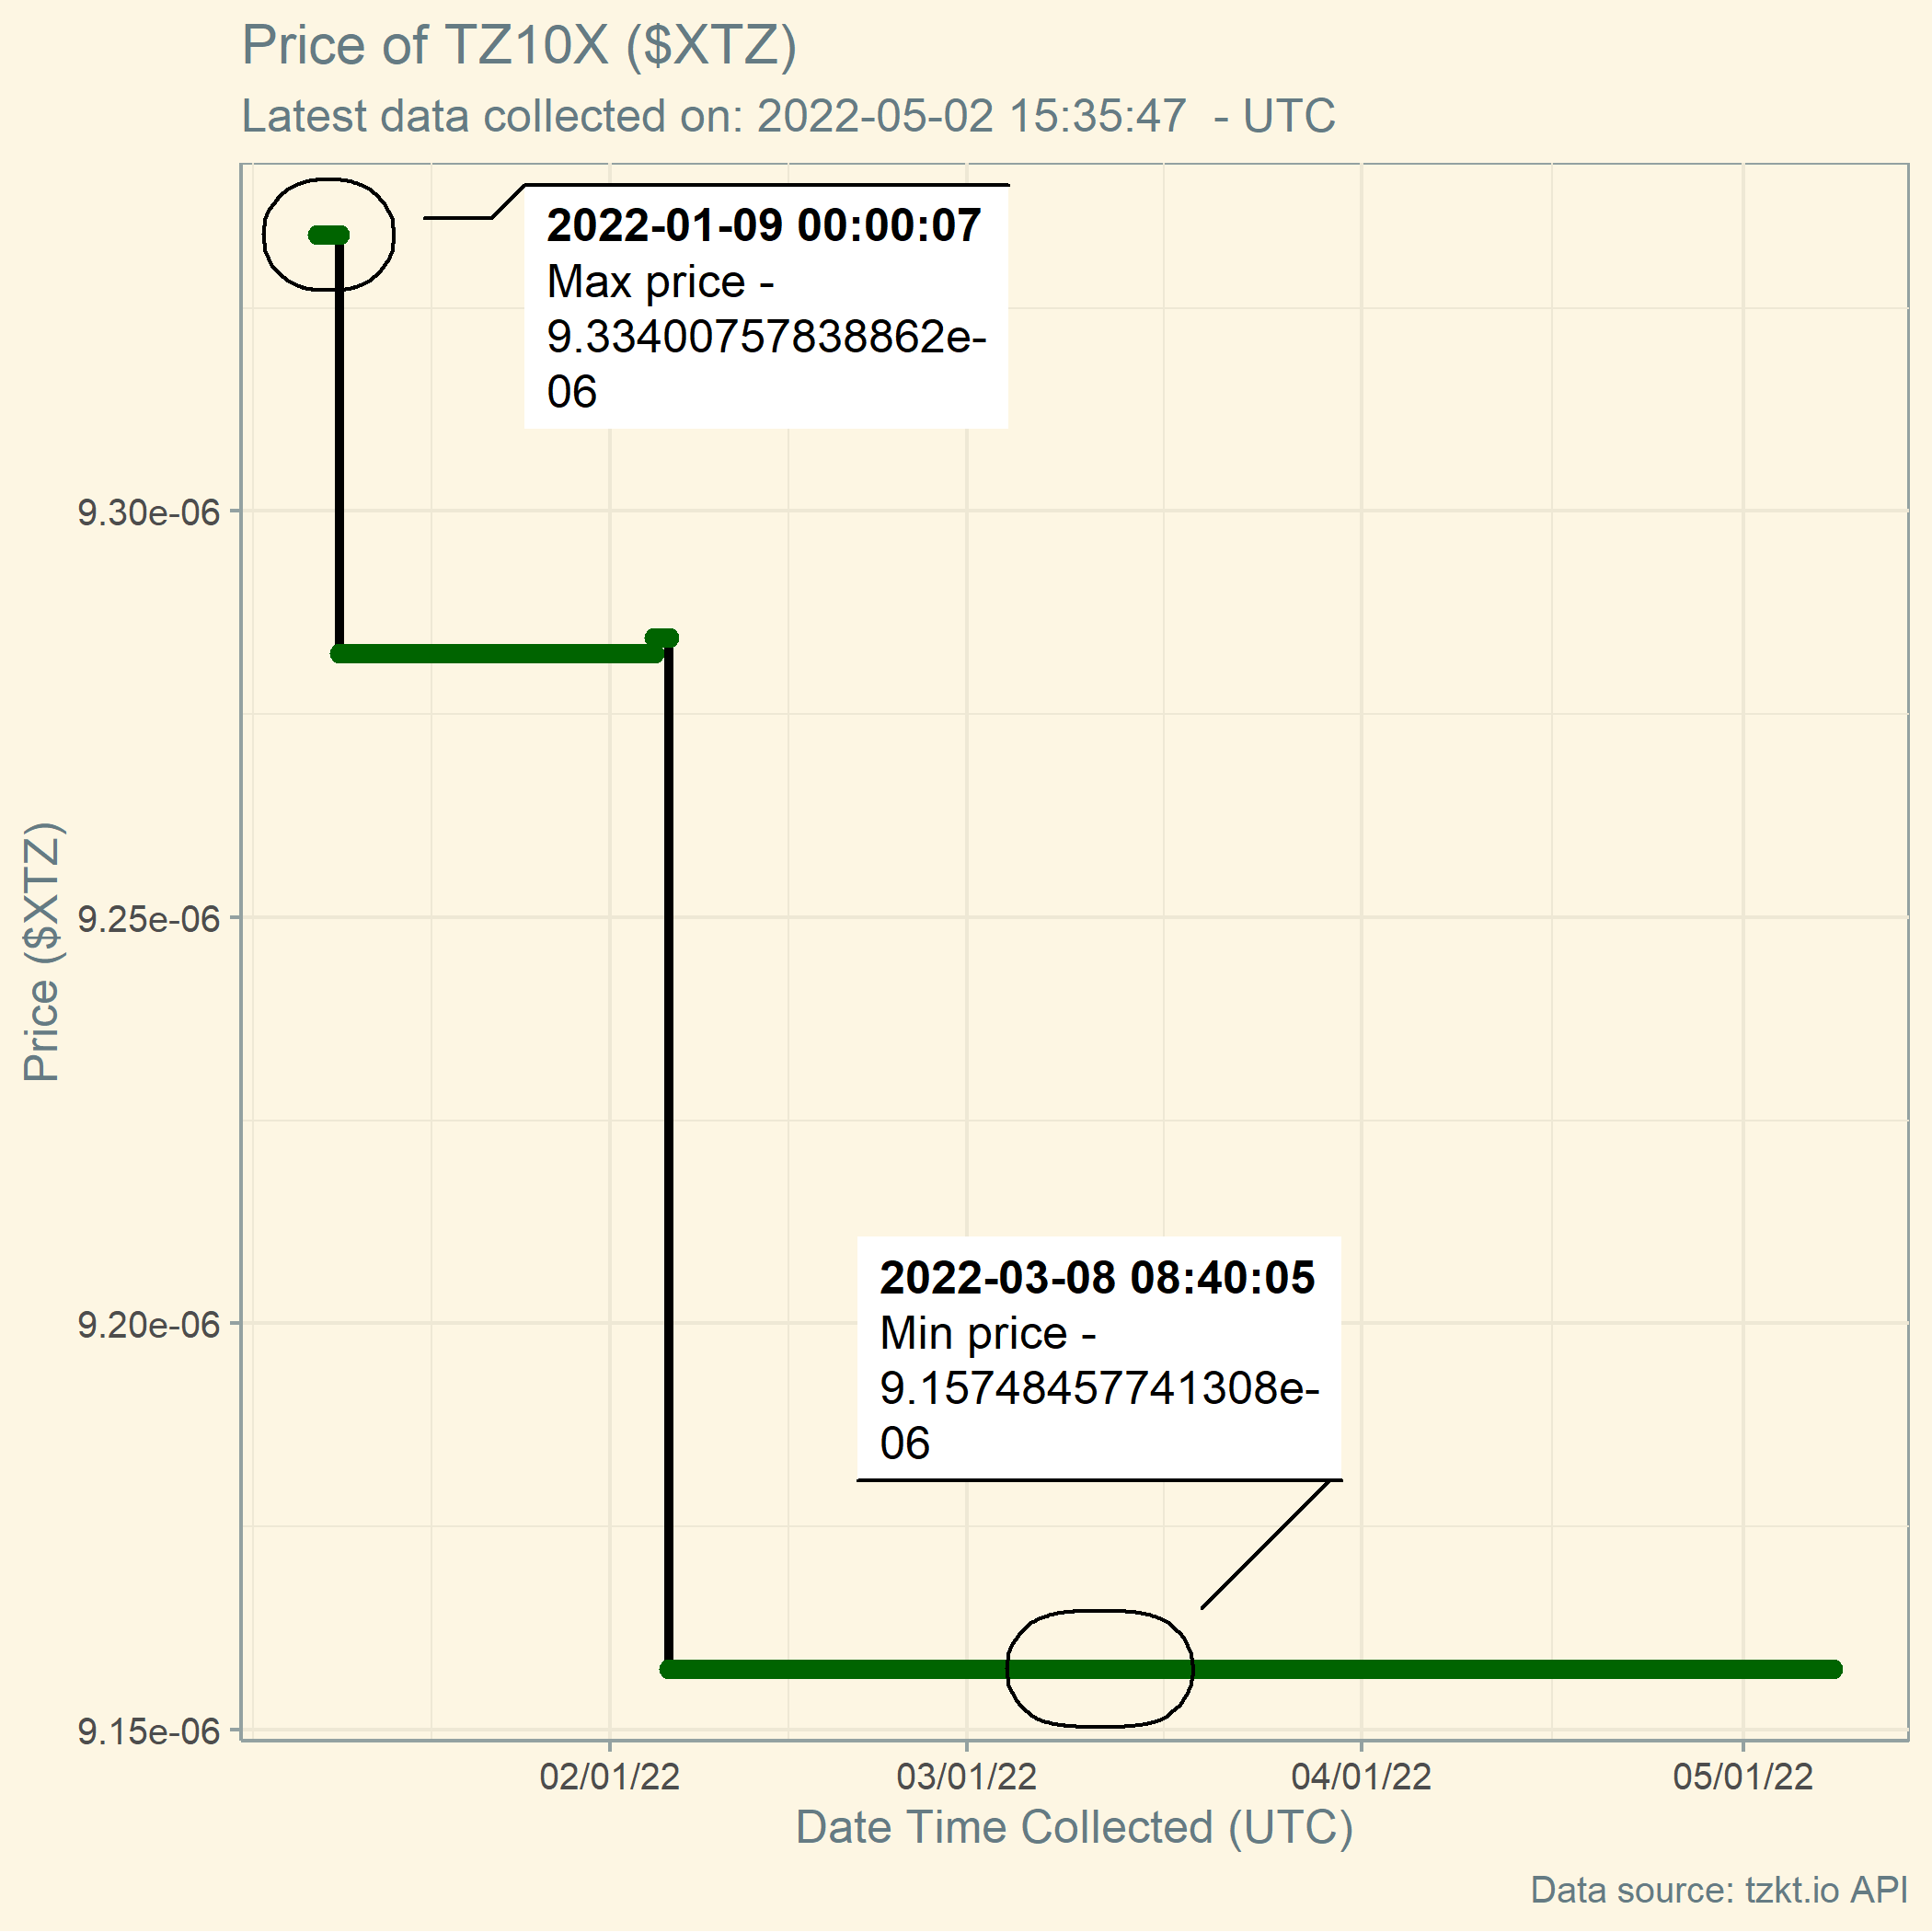 Price of TZ10X ($XTZ)
Latest data collected on: 2022-05-02 15:35:47  - UTC
2022-01-09 00:00:07
Max price -
9.33400757838862e-
06
9.30e-06
9.25e-06
9.20e-06
9.15e-06
Price ($XTZ)
2022-03-08 08:40:05
Min price -
9.15748457741308e-
06
02/01/22
03/01/22
04/01/22
05/01/22
Date Time Collected (UTC)
Data source: tzkt.io API